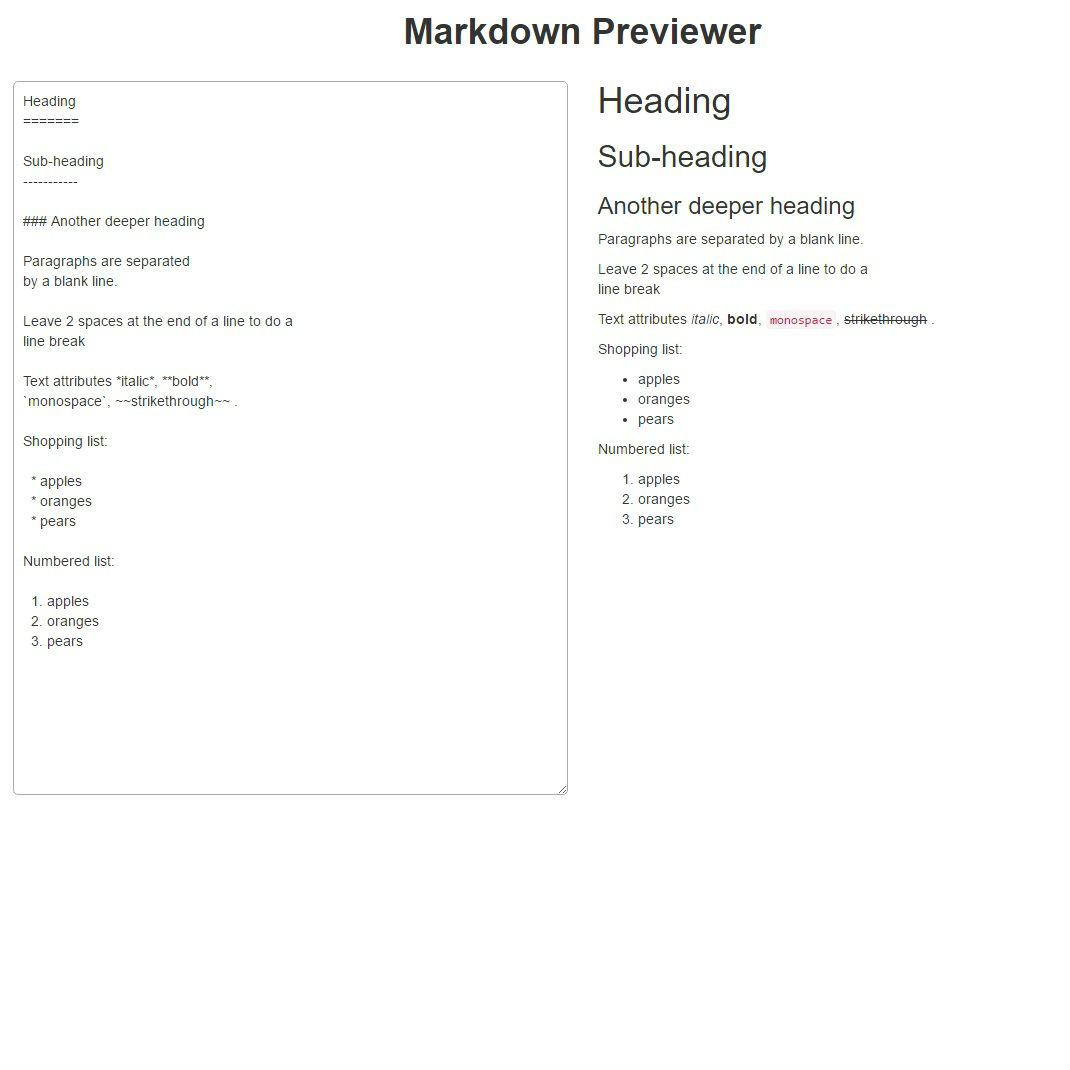 Markdown Previewer
Heading
=======
Sub-heading
-----------
### Another deeper heading
Paragraphs are separated
by a blank line.
Leave 2 spaces at the end of a line to do a
line break
Text attributes *italic*, **bold**,
`monospace`, ~~strikethrough~~ .
Shopping list:
* apples
* oranges
* pears
Numbered list:
1. apples
2. oranges
3. pears
Heading
Sub-heading
Another deeper heading
Paragraphs are separated by a blank line.
Leave 2 spaces at the end of a line to do a
line break
Text attributes italic, bold, monospace, strikethrough .
Shopping list:
• apples
• oranges
• pears
Numbered list:
1. apples
2. oranges
3. pears